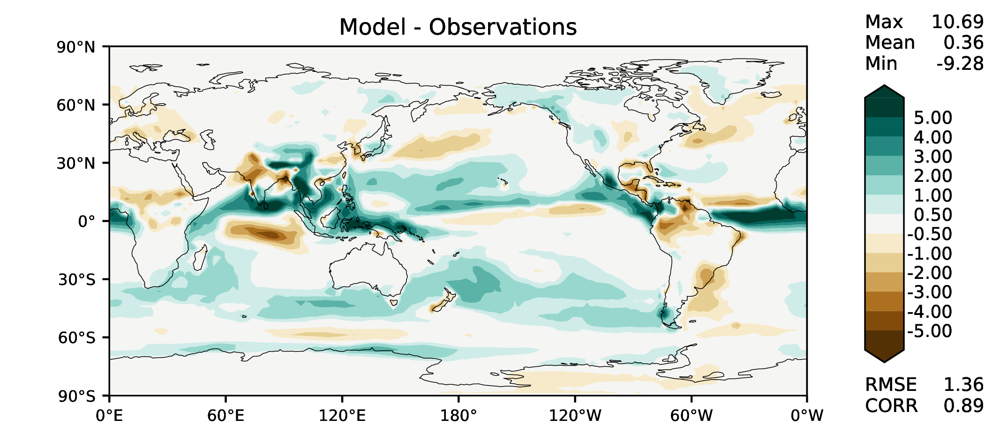 Model - Observations
Max 10.69
Mean 0.36
Min -9.28
90°N
60°N
30°N
0°
30°S
60°S
90°S
0°E 60°E 120°E 180° 120°W 60°W 0°W
5.00
4.00
3.00
2.00
1.00
0.50
-0.50
-1.00
-2.00
-3.00
-4.00
-5.00
RMSE 1.36
CORR 0.89